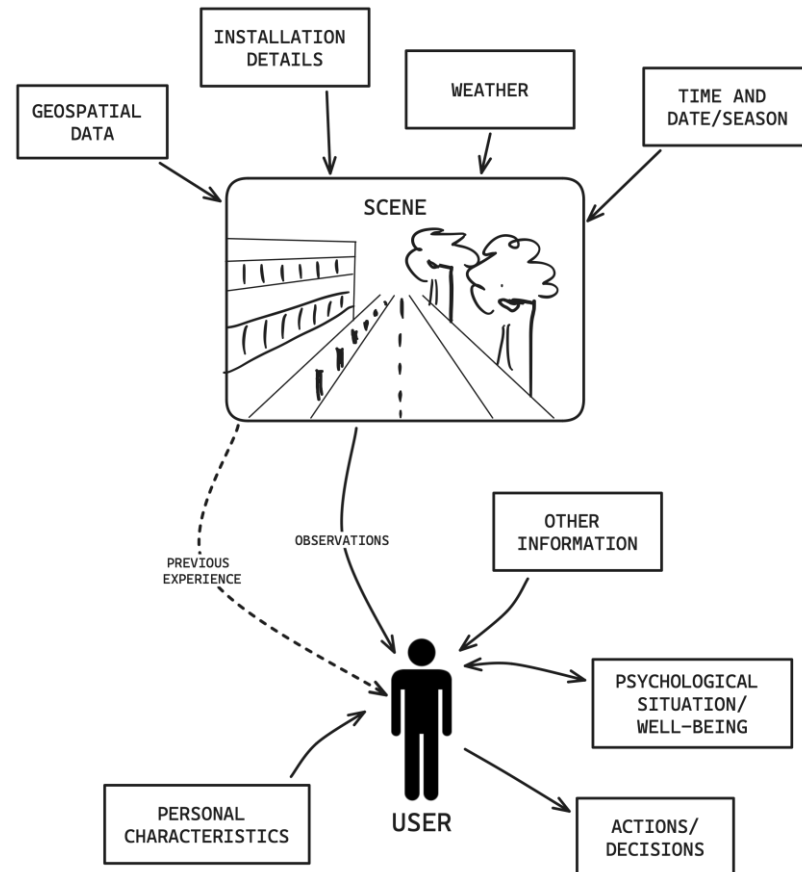 INSTALLATION
DETAILS
WEATHER
TIME AND
DATE/SEASON
GEOSPATIAL
DATA
SCENE
OTHER
INFORMATION
OBSERVATIONS
PREVIOUS
EXPERIENCE
PSYCHOLOGICAL
SITUATION/
WELL-BEING
PERSONAL
CHARACTERISTICS
USER
ACTIONS/
DECISIONS